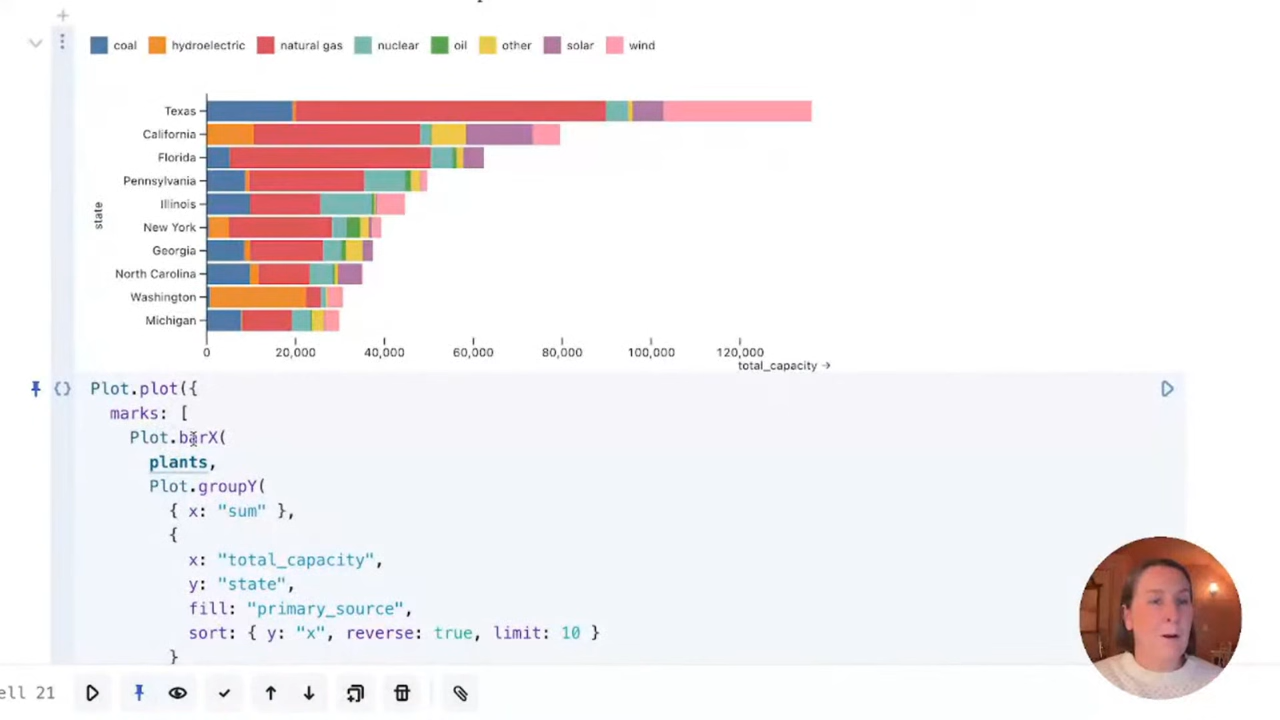 coal hydroelectric natural gas nuclear oil other solar wind
Texas
California
Florida
Pennsylvania
Illinois
state
New York
Georgia
North Carolina
Washington
Michigan
0 20,000 40,000 60,000 80,000 100,000 120,000
total_capacity →
Plot.plot({
marks: [
Plot.barX(
plants,
Plot.groupY(
{ x: "sum" },
{
x: "total_capacity",
y: "state",
fill: "primary_source",
sort: { y: "x", reverse: true, limit: 10 }
}
ell 21